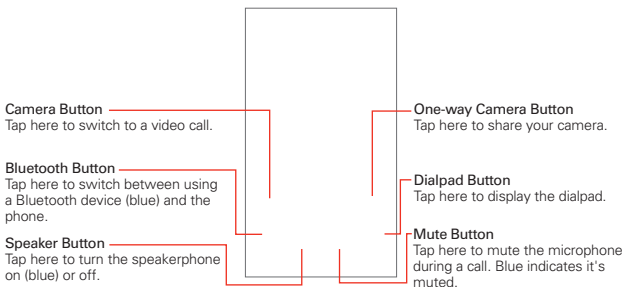 Camera Button
Tap here to switch to a video call.
Bluetooth Button
Tap here to switch between using
a Bluetooth device (blue) and the
phone.
Speaker Button
Tap here to turn the speakerphone
on (blue) or off.
One-way Camera Button
Tap here to share your camera.
Dialpad Button
Tap here to display the dialpad.
Mute Button
Tap here to mute the microphone
during a call. Blue indicates it's
muted.